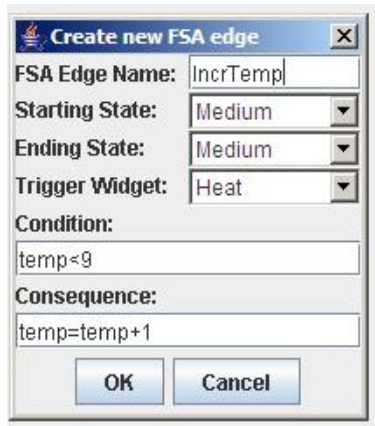 Create new FSA edge
FSA Edge Name: IncrTemp
Starting State: Medium
Ending State: Medium
Trigger Widget: Heat
Condition:
temp<9
Consequence:
temp=temp+1
OK Cancel